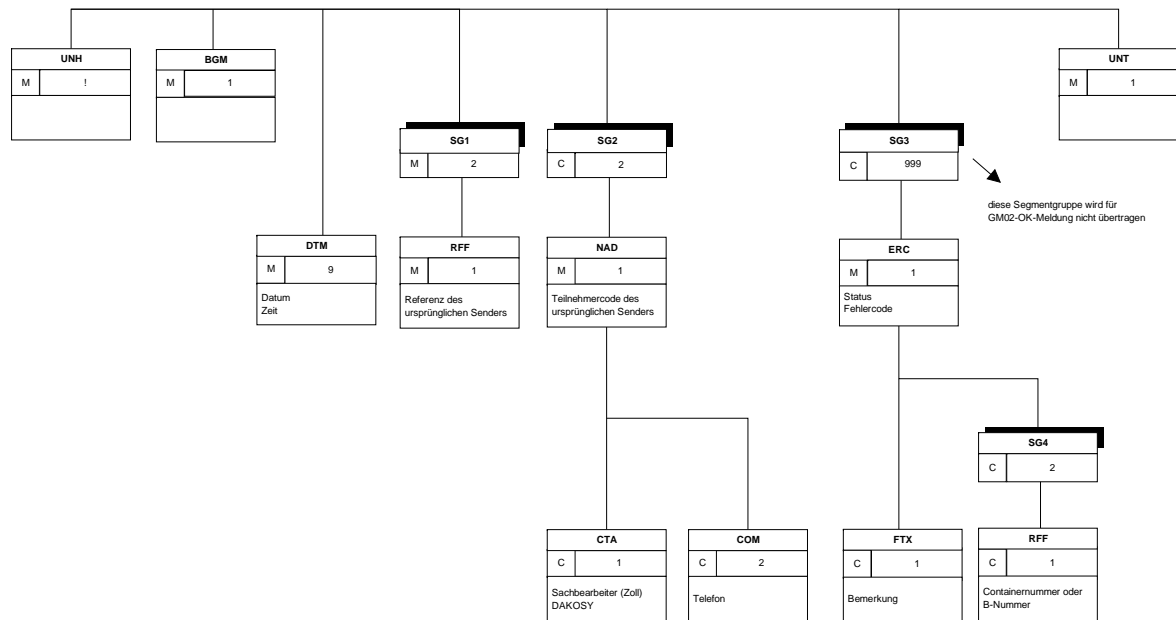 UNH
M !
BGM
M 1
UNT
M 1
SG1
M 2
SG2
C 2
SG3
C 999
diese Segmentgruppe wird für
GM02-OK-Meldung nicht übertragen
DTM
M 9
Datum
Zeit
RFF
M 1
Referenz des
ursprünglichen Senders
NAD
M 1
Teilnehmercode des
ursprünglichen Senders
ERC
M 1
Status
Fehlercode
SG4
C 2
CTA
C 1
Sachbearbeiter (Zoll)
DAKOSY
COM
C 2
Telefon
FTX
C 1
Bemerkung
RFF
C 1
Containernummer oder
B-Nummer